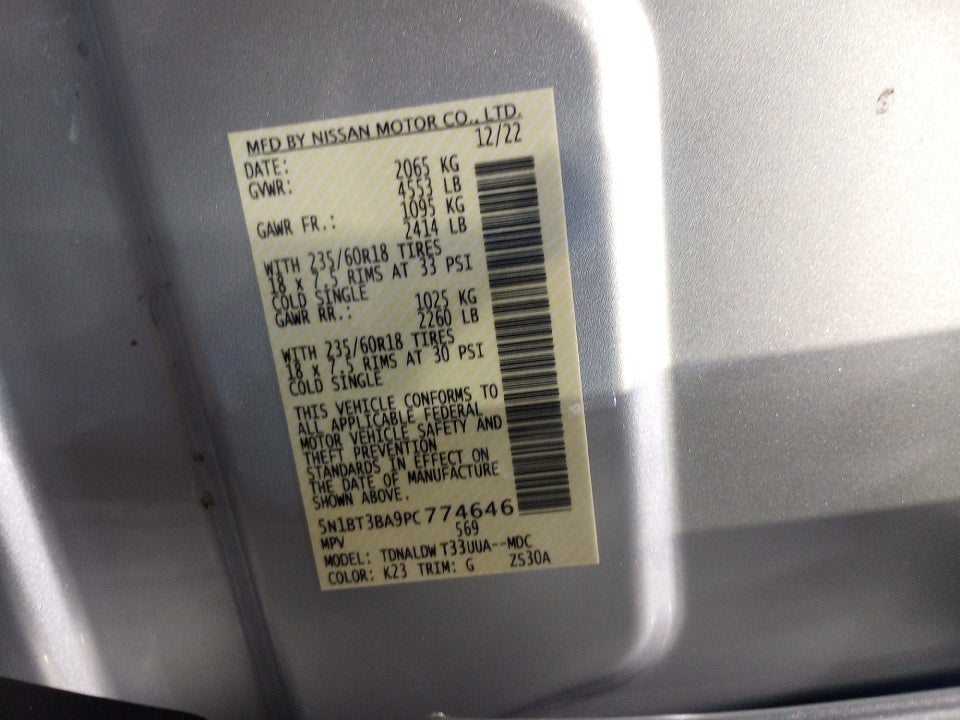 MFD BY NISSAN MOTOR CO., LTD.
DATE: 12/22
GVWR: 2065 KG
4553 LB
GAWR FR.: 1095 KG
2414 LB
WITH 235/60R18 TIRES
18 X 7.5 RIMS AT 33 PSI
COLD SINGLE
GAWR RR.: 1025 KG
2260 LB
WITH 235/60R18 TIRES
18 X 7.5 RIMS AT 30 PSI
COLD SINGLE
THIS VEHICLE CONFORMS TO
ALL APPLICABLE FEDERAL
MOTOR VEHICLE SAFETY AND
THEFT PREVENTION
STANDARDS IN EFFECT ON
THE DATE OF MANUFACTURE
SHOWN ABOVE.
5N1BT3BA9PC774646
MPV 569
MODEL: TDNALDW T33UUA--MDC
COLOR: K23 TRIM: G ZS30A